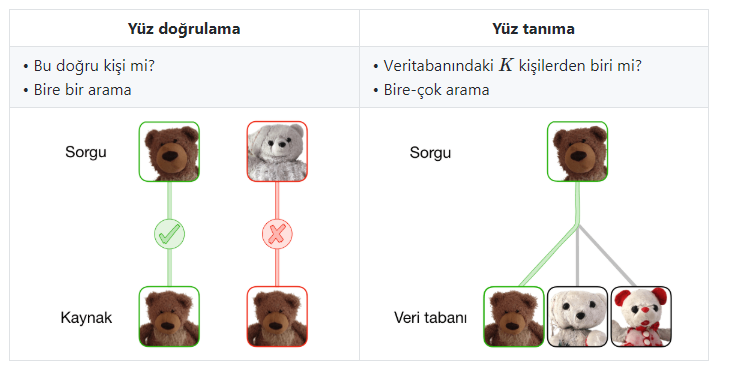 Yüz doğrulama
Yüz tanıma
• Bu doğru kişi mi?
• Bire bir arama
• Veritabanındaki K kişilerden biri mi?
• Bire-çok arama
Sorgu
Kaynak
Sorgu
Veri tabanı